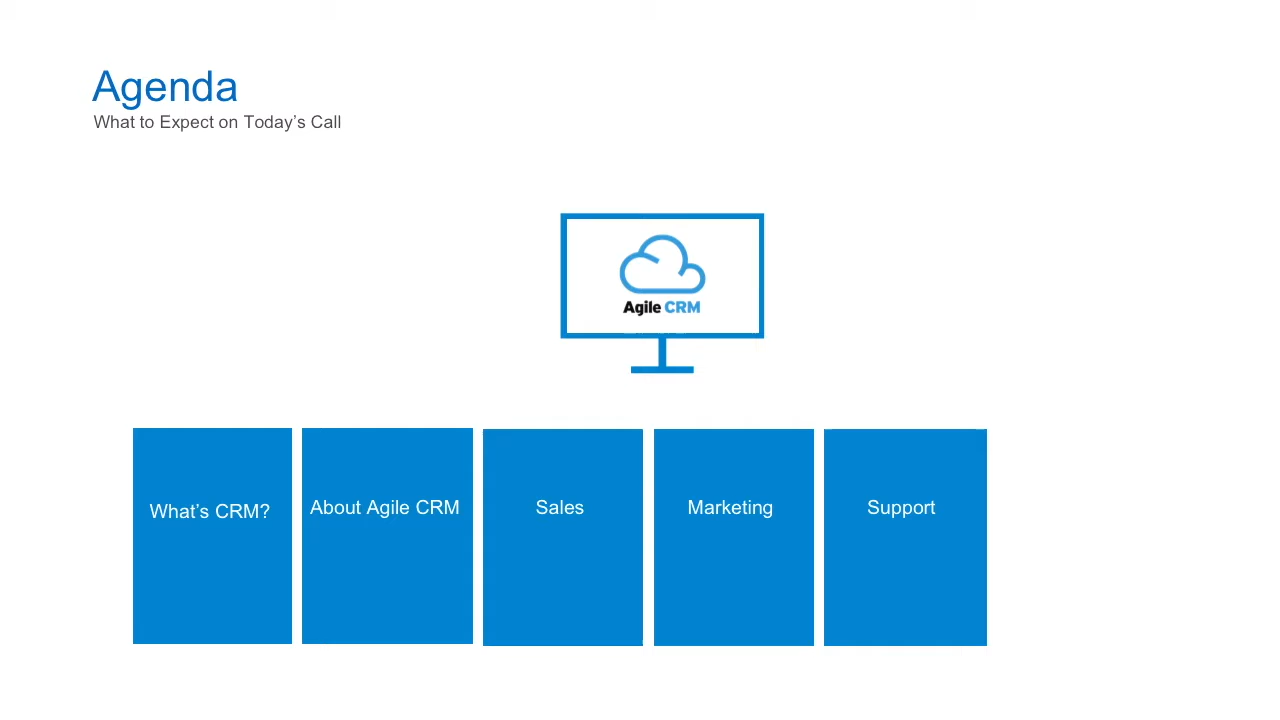 Agenda
What to Expect on Today’s Call
Agile CRM
What’s CRM?
About Agile CRM
Sales
Marketing
Support